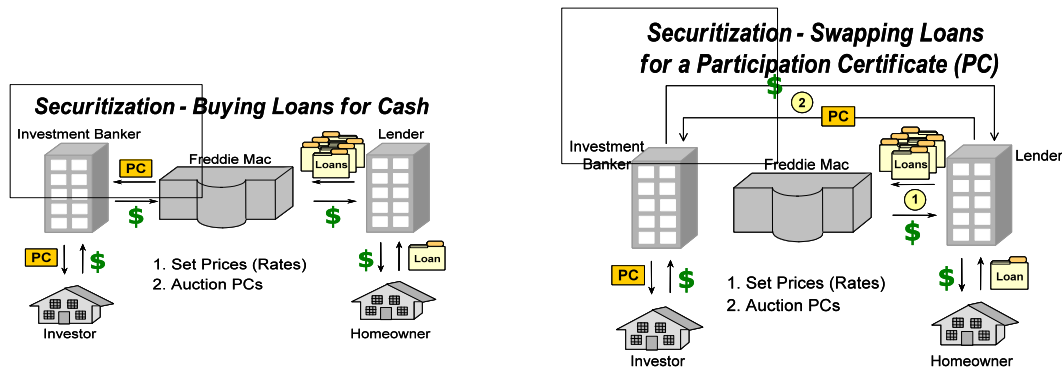 Securitization - Buying Loans for Cash
Investment Banker
Lender
Freddie Mac
PC
Loans
$
$
PC
$
$
Loan
1. Set Prices (Rates)
2. Auction PCs
Investor
Homeowner
Securitization - Swapping Loans
for a Participation Certificate (PC)
$
2
PC
Investment
Banker
Freddie Mac
Loans
Lender
1
$
PC
$
$
Loan
1. Set Prices (Rates)
2. Auction PCs
Investor
Homeowner